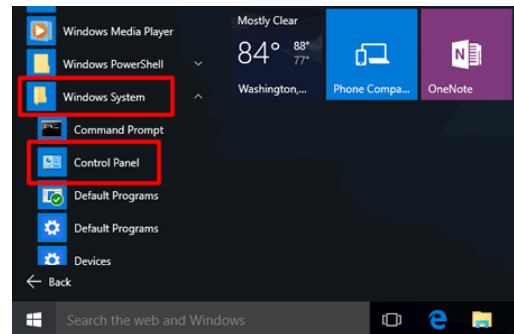 Windows Media Player
Windows PowerShell
Windows System
Command Prompt
Control Panel
Default Programs
Default Programs
Devices
Back
Mostly Clear
84° 88°
77°
Washington,...
Phone Compa...
N
OneNote
Search the web and Windows